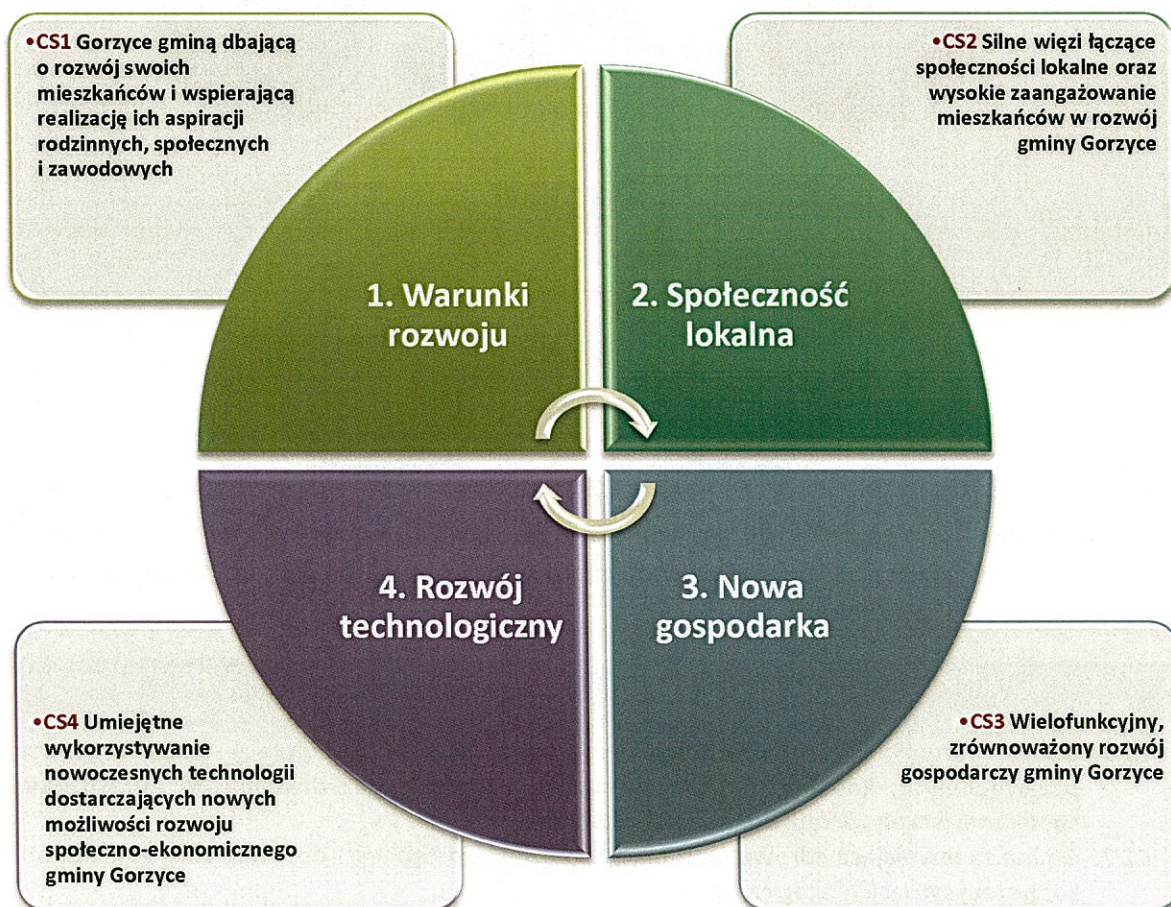 •CS1 Gorzyce gminą dbającą
o rozwój swoich
mieszkańców i wspierającą
realizację ich aspiracji
rodzinnych, społecznych
i zawodowych
•CS2 Silne więzi łączące
społeczności lokalne oraz
wysokie zaangażowanie
mieszkańców w rozwój
gminy Gorzyce
1. Warunki
rozwoju
2. Społeczność
lokalna
4. Rozwój
technologiczny
3. Nowa
gospodarka
•CS4 Umiejętne
wykorzystywanie
nowoczesnych technologii
dostarczających nowych
możliwości rozwoju
społeczno-ekonomicznego
gminy Gorzyce
•CS3 Wielofunkcyjny,
zrównoważony rozwój
gospodarczy gminy Gorzyce